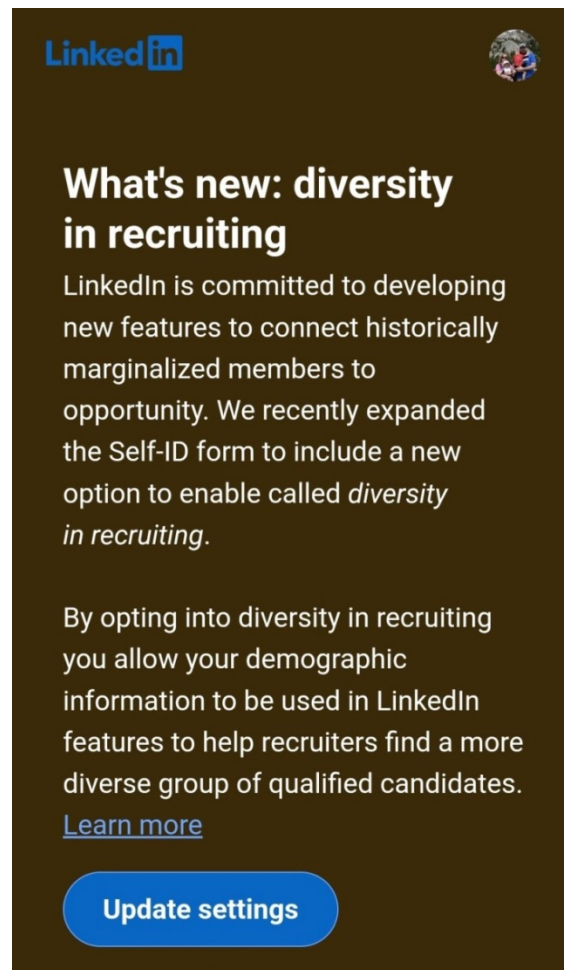 Linked in
What's new: diversity
in recruiting
LinkedIn is committed to developing
new features to connect historically
marginalized members to
opportunity. We recently expanded
the Self-ID form to include a new
option to enable called diversity
in recruiting.
By opting into diversity in recruiting
you allow your demographic
information to be used in LinkedIn
features to help recruiters find a more
diverse group of qualified candidates.
Learn more
Update settings